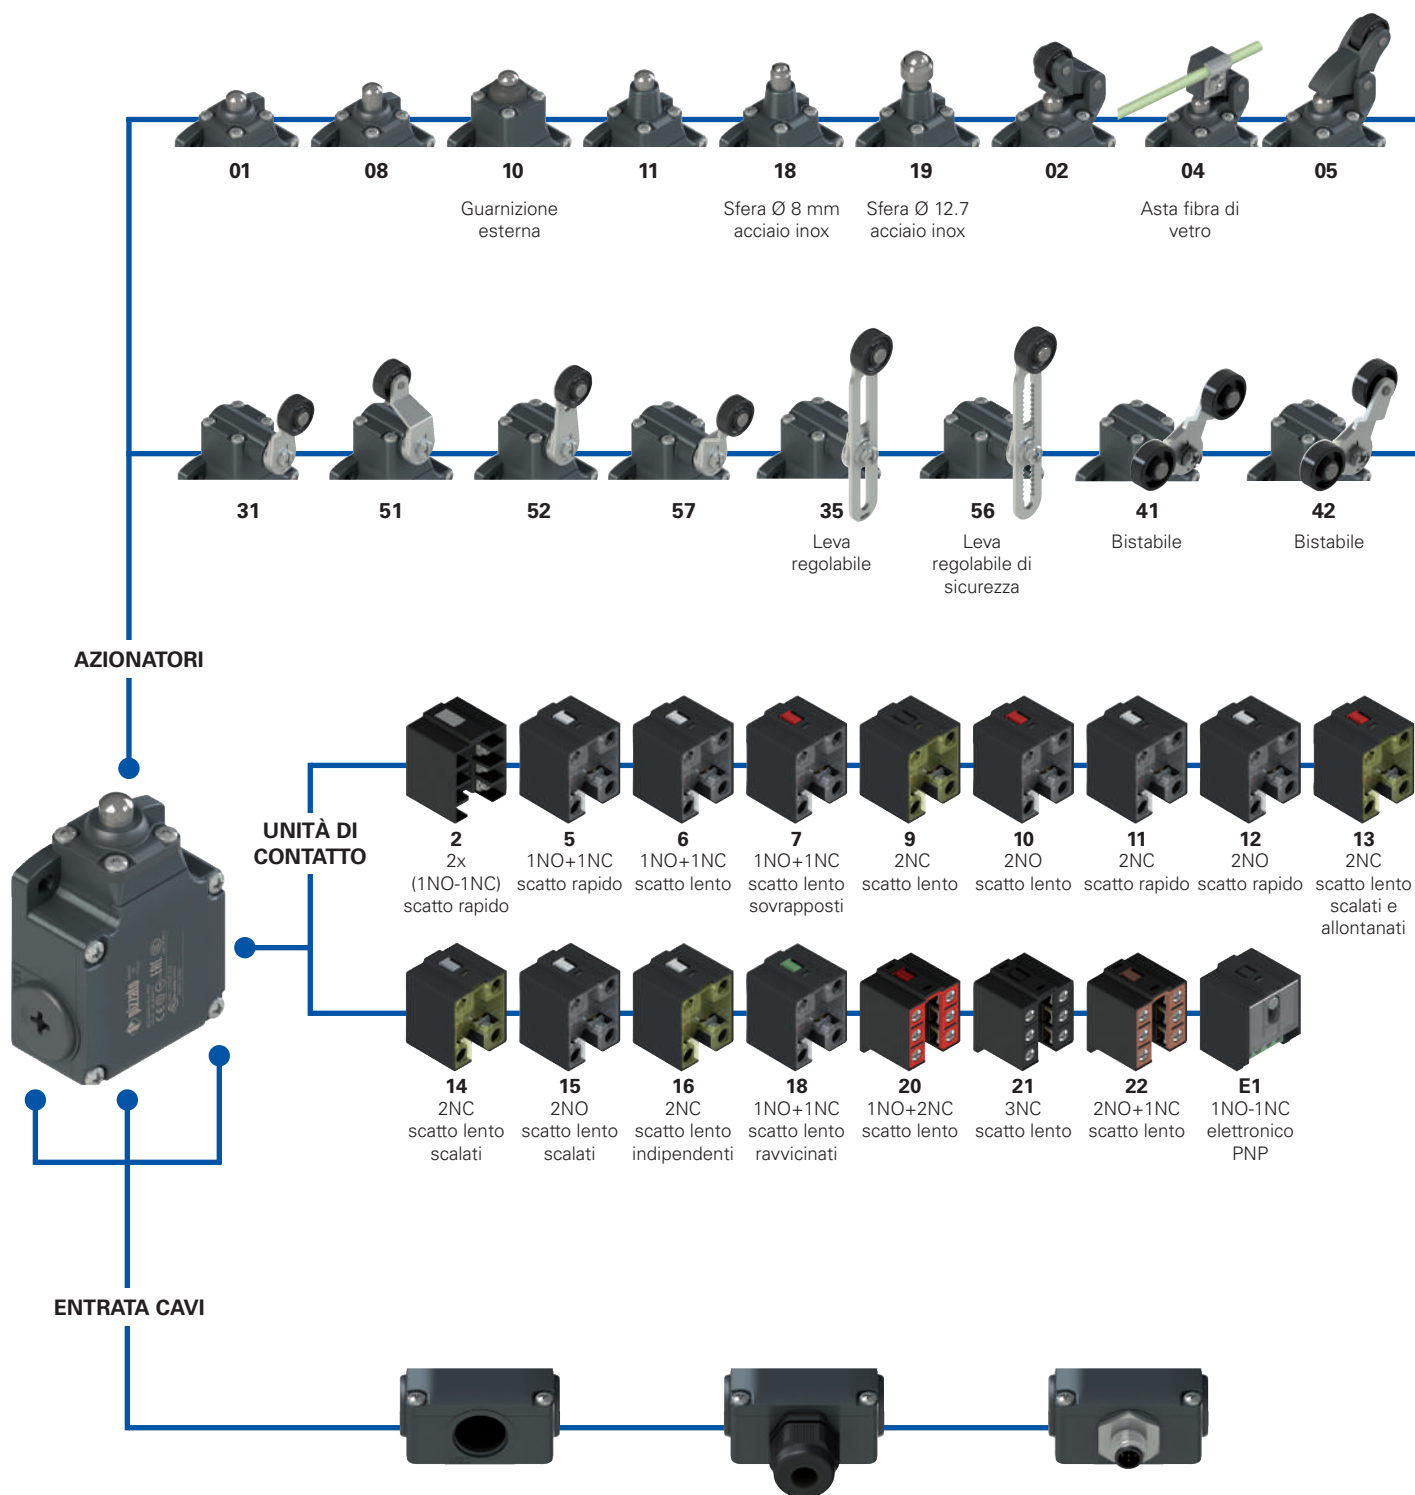 01 08 10 11 18 19 02 04 05
Guarnizione Sfera Ø 8 mm Sfera Ø 12.7 Asta fibra di
esterna acciaio inox acciaio inox vetro
31 51 52 57 35 56 41 42
Leva Leva Bistabile Bistabile
regolabile regolabile di
sicurezza
AZIONATORI
UNITÀ DI
CONTATTO
2 5 6 7 9 10 11 12 13
2x 1NO+1NC 1NO+1NC 1NO+1NC 2NC 2NO 2NC 2NO 2NC
(1NO-1NC) scatto rapido scatto lento scatto lento scatto lento scatto lento scatto rapido scatto rapido scatto lento
scatto rapido sovrapposti scalati e
allontanati
pizzato
14 15 16 18 20 21 22 E1
2NC 2NO 2NC 1NO+1NC 1NO+2NC 3NC 2NO+1NC 1NO-1NC
scatto lento scatto lento scatto lento scatto lento scatto lento scatto lento scatto lento elettronico
scalati scalati indipendenti ravvicinati PNP
ENTRATA CAVI